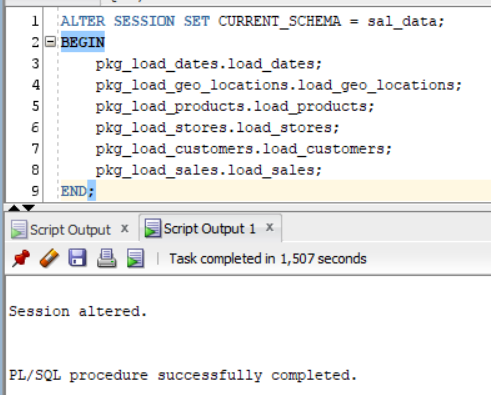 1 ALTER SESSION SET CURRENT_SCHEMA = sal_data;
2 BEGIN
3 pkg_load_dates.load_dates;
4 pkg_load_geo_locations.load_geo_locations;
5 pkg_load_products.load_products;
6 pkg_load_stores.load_stores;
7 pkg_load_customers.load_customers;
8 pkg_load_sales.load_sales;
9 END;
Script Output x Script Output 1 x
Task completed in 1,507 seconds
Session altered.
PL/SQL procedure successfully completed.